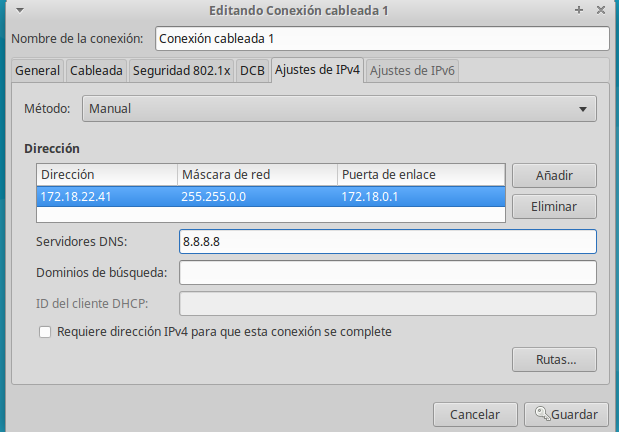 Editando Conexión cableada 1
Nombre de la conexión: Conexión cableada 1
General Cableada Seguridad 802.1x DCB Ajustes de IPv4 Ajustes de IPv6
Método: Manual
Dirección
Dirección Máscara de red Puerta de enlace Añadir
172.18.22.41 255.255.0.0 172.18.0.1 Eliminar
Servidores DNS: 8.8.8.8
Dominios de búsqueda:
ID del cliente DHCP:
Requiere dirección IPv4 para que esta conexión se complete
Rutas...
Cancelar Guardar